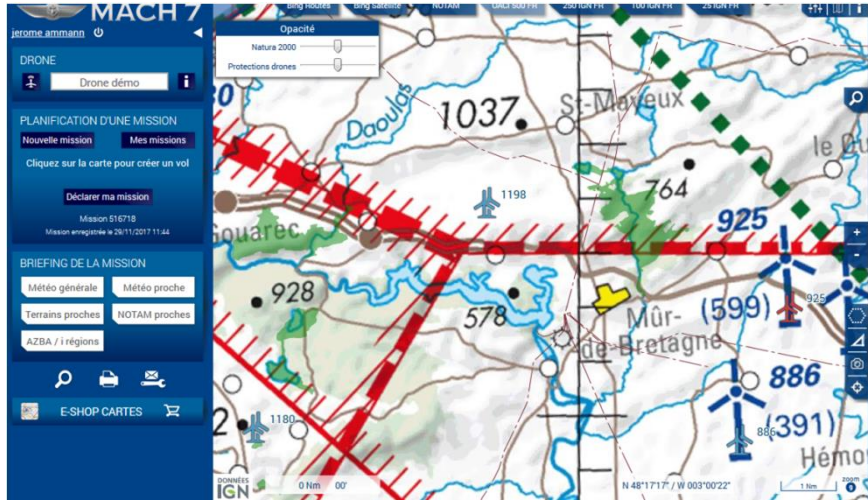 MACH 7
jerome ammann
DRONE
Drone démo
i
PLANIFICATION D'UNE MISSION
Nouvelle mission
Mes missions
Cliquez sur la carte pour créer un vol
Déclarer ma mission
Mission 516718
Mission enregistrée le 29/11/2017 11:44
BRIEFING DE LA MISSION
Météo générale
Météo proche
Terrains proches
NOTAM proches
AZBA / i régions
E-SHOP CARTES
Bing Routes
Bing Satellite
NOTAM
OACI 500 FR
250 IGN FR
100 IGN FR
25 IGN FR
Opacité
Natura 2000
Protections drones
Daoulas
1037
St-Mayeux
764
1198
Gouarec
925
928
578
Mûr-
de-Bretagne
(599)
925
886
(391)
886
1180
Hémo
DONNÉES
IGN
0 Nm 00'
N 48°17'17" / W 003°00'22"
1 Nm
zoom
9